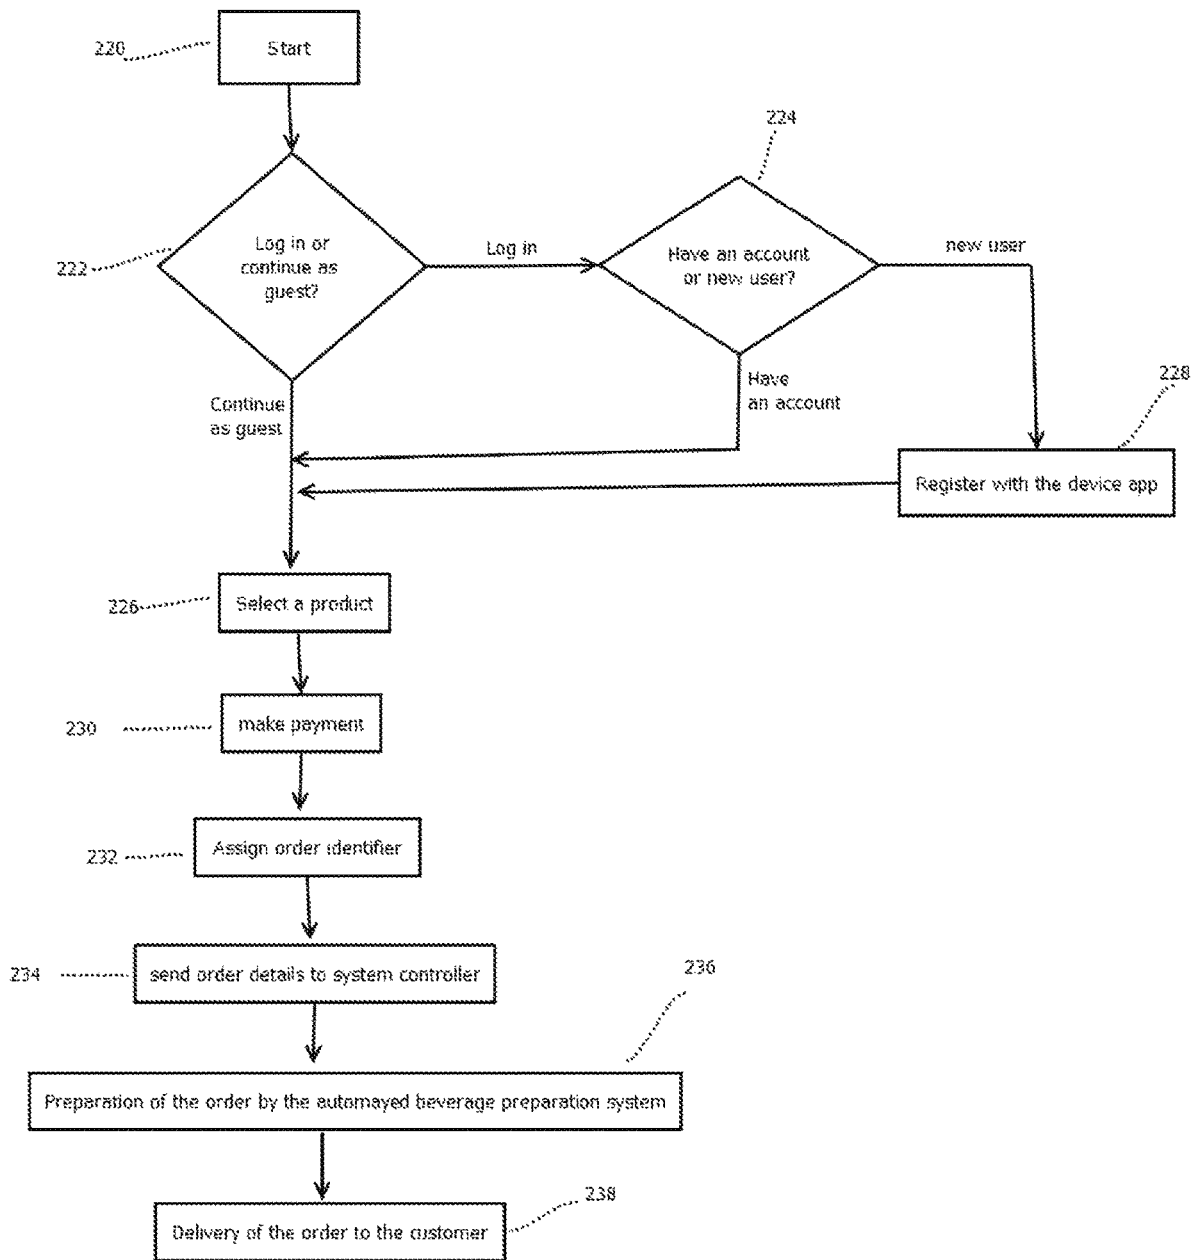 220
Start
224
222
Log in or
continue as
guest?
Log in
Have an account
or new user?
new user
Continue
as guest
Have
an account
228
Register with the device app
226
Select a product
230
make payment
232
Assign order identifier
234
send order details to system controller
236
Preparation of the order by the automayed beverage preparation system
238
Delivery of the order to the customer